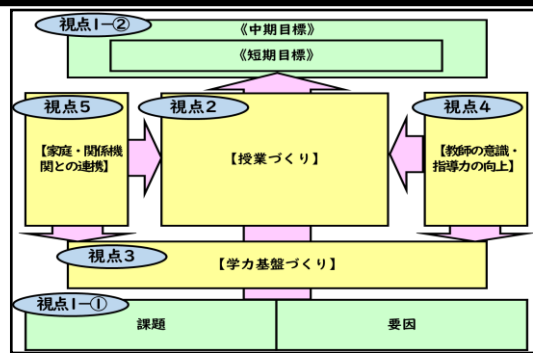 視点1-②
《中期目標》
《短期目標》
視点5
視点2
視点4
【家庭・関係機
関との連携】
【授業づくり】
【教師の意識・
指導力の向上】
視点3
【学力基盤づくり】
視点1-①
課題
要因